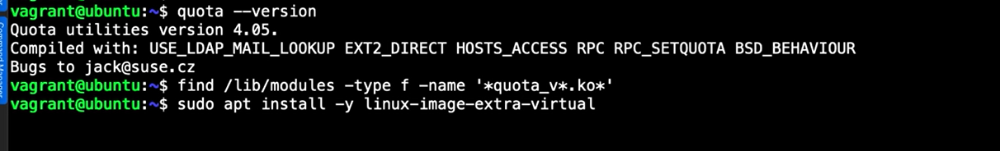 vagrant@ubuntu:~$ quota --version
Quota utilities version 4.05.
Compiled with: USE_LDAP_MAIL_LOOKUP EXT2_DIRECT HOSTS_ACCESS RPC RPC_SETQUOTA BSD_BEHAVIOUR
Bugs to jack@suse.cz
vagrant@ubuntu:~$ find /lib/modules -type f -name '*quota_v*.ko*'
vagrant@ubuntu:~$ sudo apt install -y linux-image-extra-virtual
Command Manager